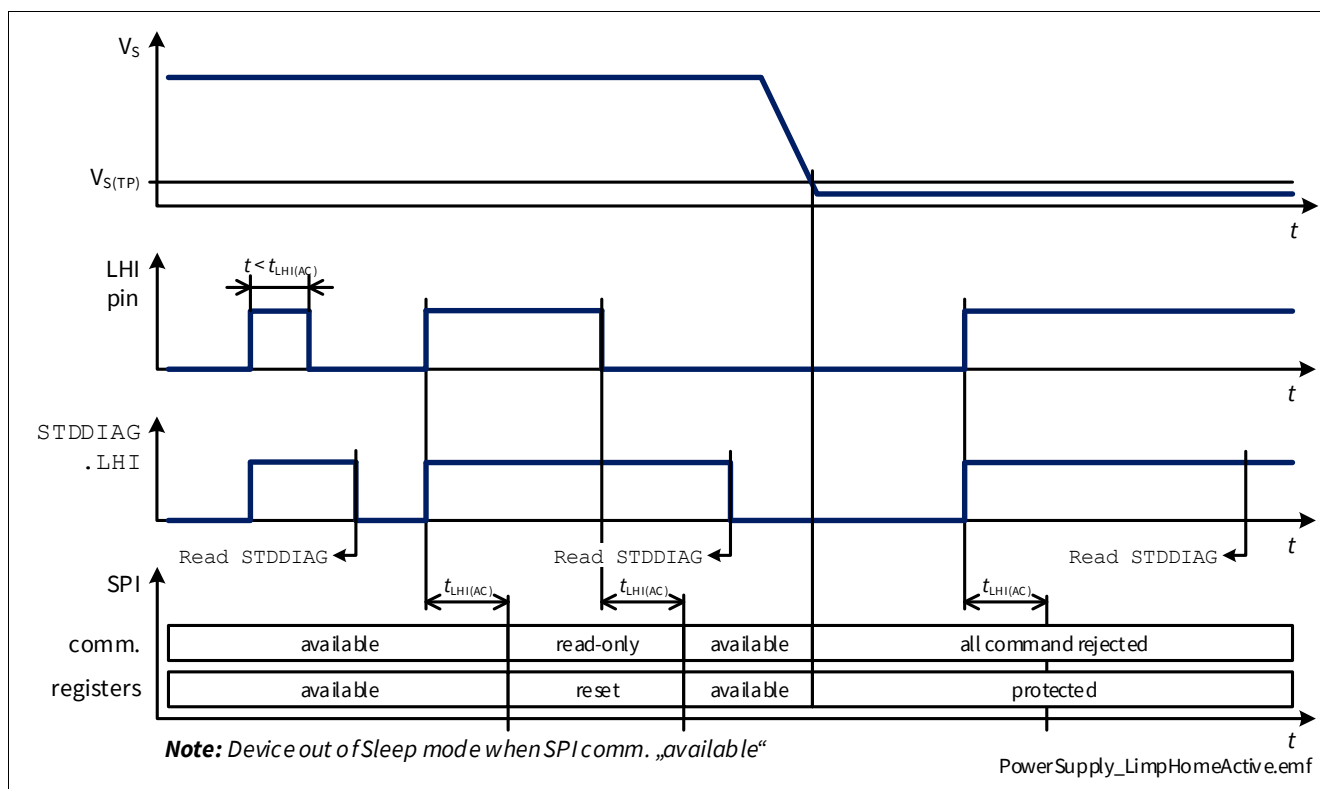 VS
VS(TP)
t
LHI
pin
t < tLHI(AC)
t
STDDIAG
.LHI
Read STDDIAG
Read STDDIAG
Read STDDIAG
t
SPI
tLHI(AC)
tLHI(AC)
tLHI(AC)
comm.
available
read-only
available
all command rejected
registers
available
reset
available
protected
t
Note: Device out of Sleep mode when SPI comm. „available“
PowerSupply_LimpHomeActive.emf